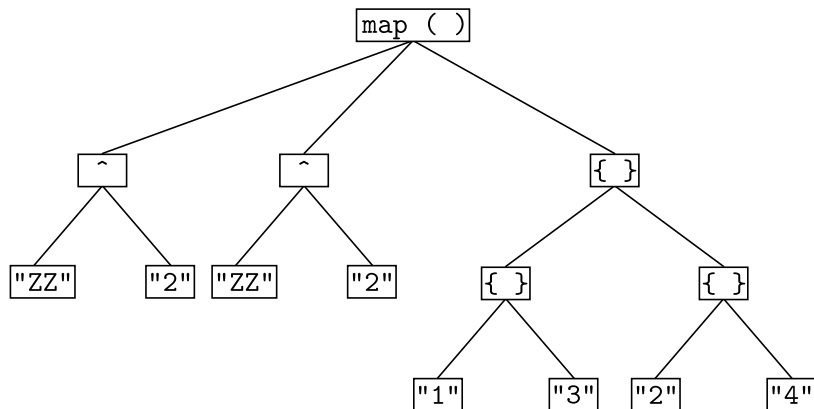 map ( )
^ ^ { }
"ZZ" "2" "ZZ" "2" { } { }
"1" "3" "2" "4"